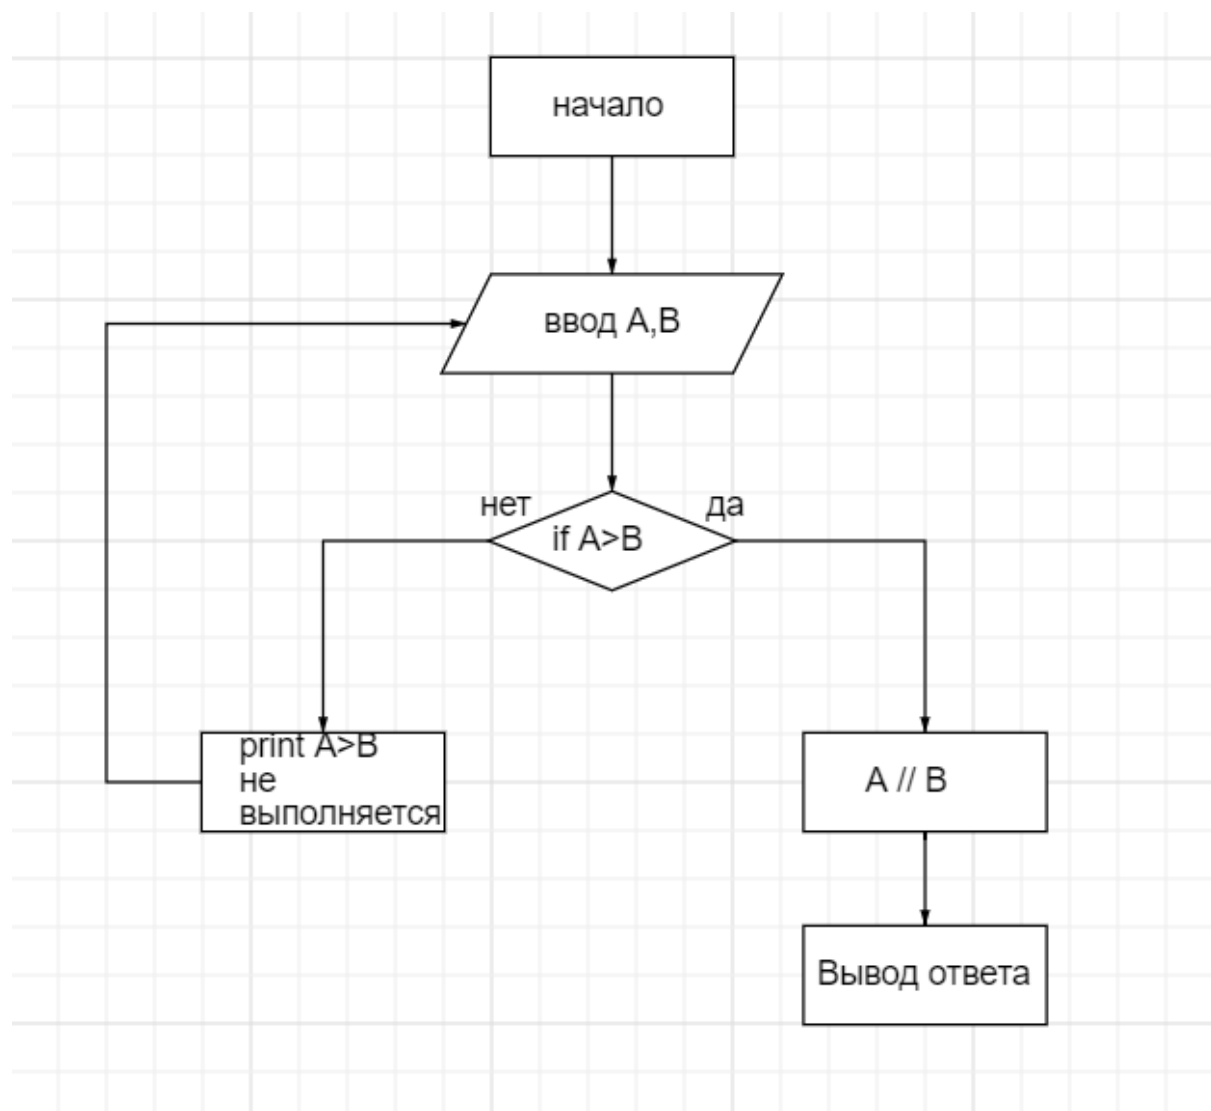 начало
ввод A,B
нет
да
if A>B
print A>B
не
выполняется
A // B
Вывод ответа